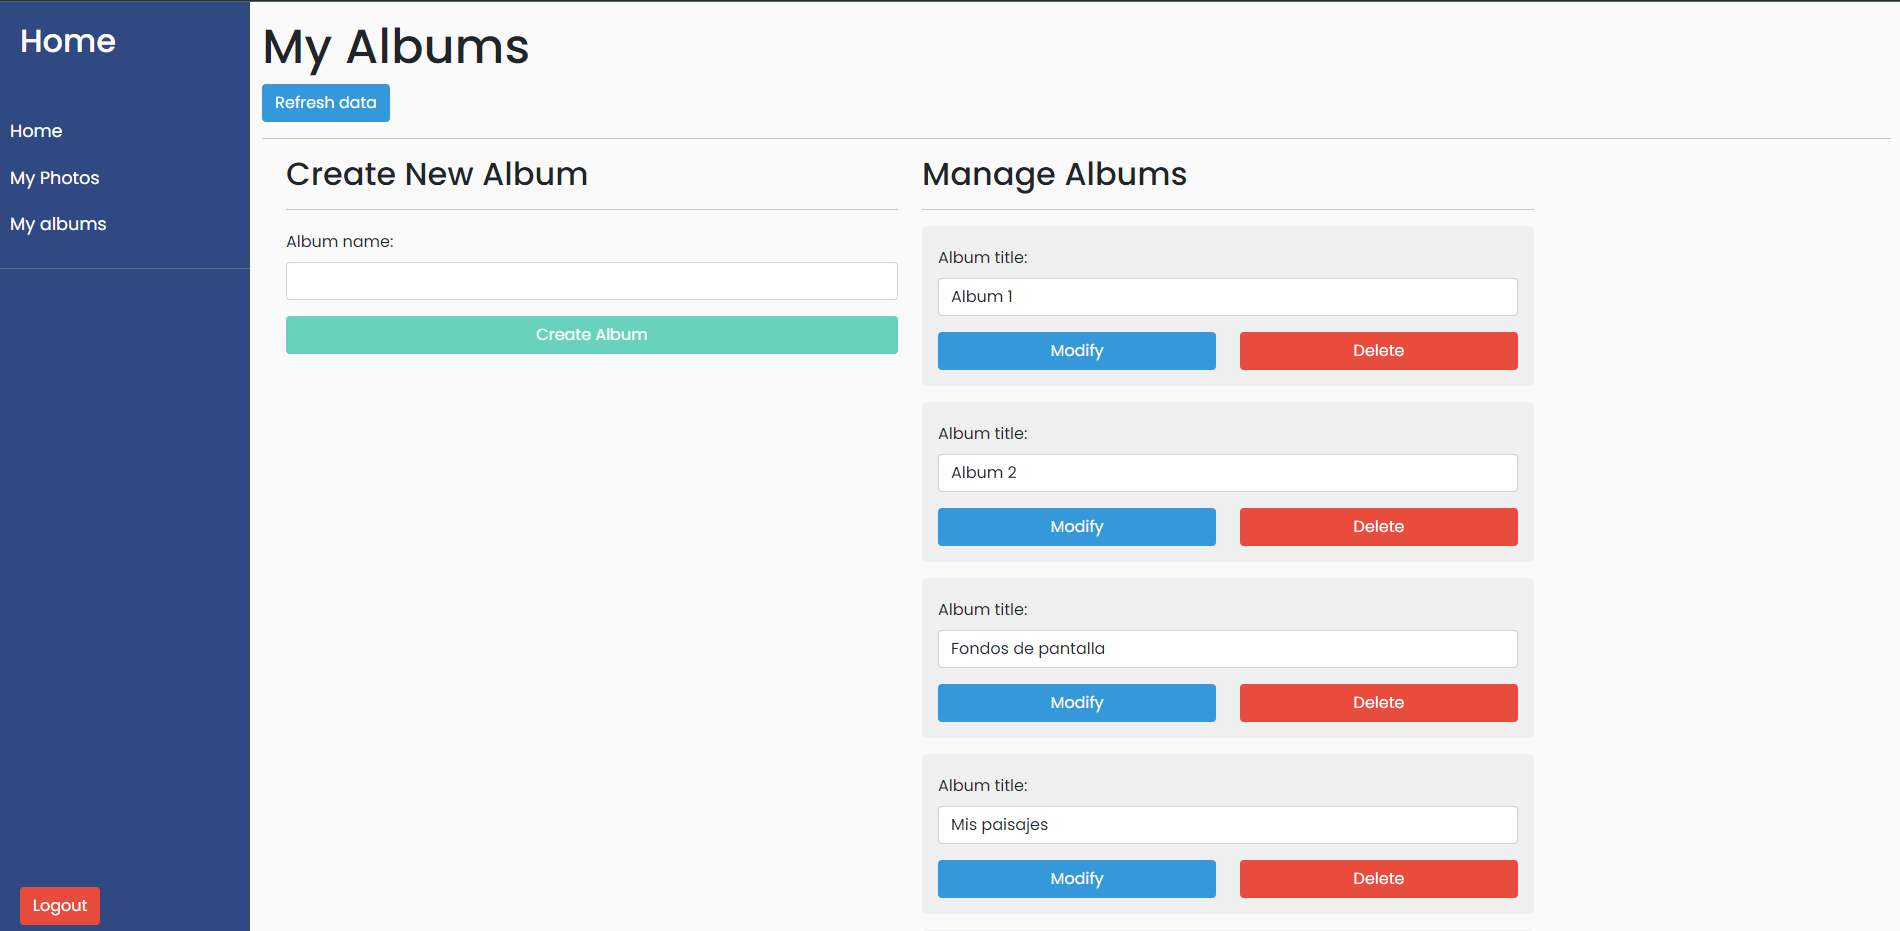 Home
Home
My Photos
My albums
Logout
My Albums
Refresh data
Create New Album
Album name:
Create Album
Manage Albums
Album title:
Album 1
Modify Delete
Album title:
Album 2
Modify Delete
Album title:
Fondos de pantalla
Modify Delete
Album title:
Mis paisajes
Modify Delete